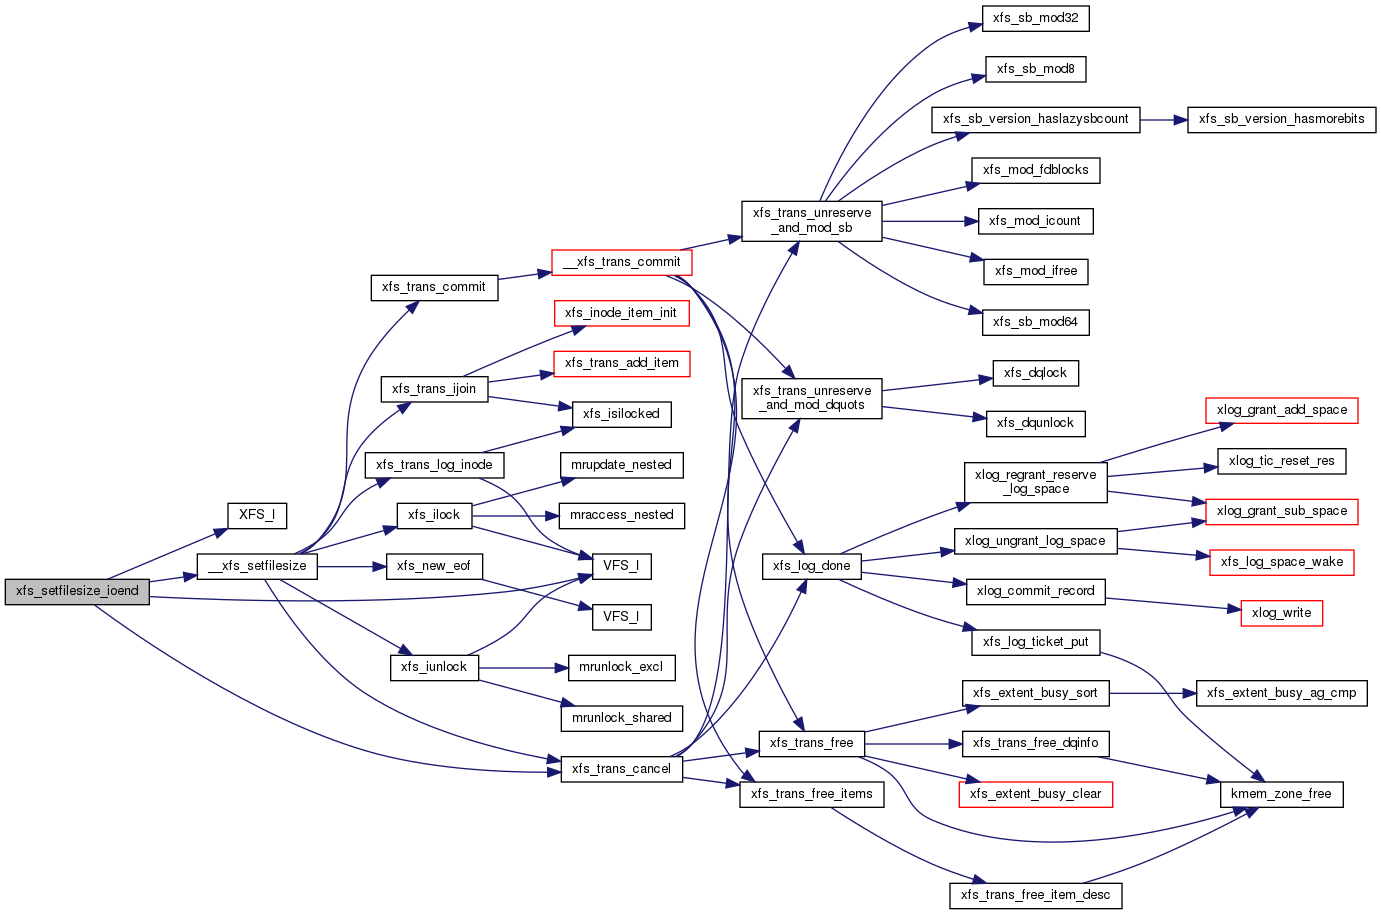 xfs_sb_mod32
xfs_sb_mod8
xfs_sb_version_haslazysbcount
xfs_sb_version_hasmorebits
xfs_mod_fdblocks
xfs_trans_unreserve
_and_mod_sb
xfs_mod_icount
__xfs_trans_commit
xfs_mod_ifree
xfs_trans_commit
xfs_inode_item_init
xfs_sb_mod64
xfs_trans_add_item
xfs_dqlock
xfs_trans_ijoin
xfs_trans_unreserve
_and_mod_dquots
xfs_isilocked
xlog_grant_add_space
xfs_dqunlock
xfs_trans_log_inode
mrupdate_nested
xlog_tic_reset_res
xlog_regrant_reserve
_log_space
XFS_I
xfs_ilock
mraccess_nested
xlog_grant_sub_space
xlog_ungrant_log_space
xfs_log_space_wake
__xfs_setfilesize
xfs_new_eof
VFS_I
xfs_log_done
xfs_setfilesize_ioend
xlog_commit_record
VFS_I
xlog_write
xfs_log_ticket_put
xfs_iunlock
mrunlock_excl
xfs_extent_busy_sort
xfs_extent_busy_ag_cmp
mrunlock_shared
xfs_trans_free
xfs_trans_free_dqinfo
xfs_trans_cancel
xfs_trans_free_items
xfs_extent_busy_clear
kmem_zone_free
xfs_trans_free_item_desc